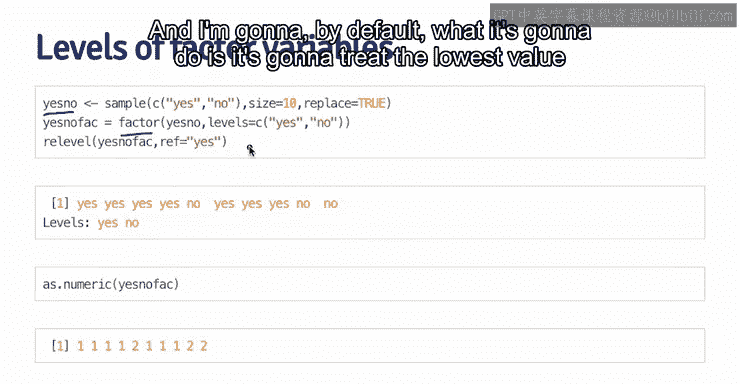 And I'm gonna, by default, what it's gonna
do is it's gonna treat the lowest value
Levels of factor variables
yesno <- sample(c("yes","no"),size=10,replace=TRUE)
yesnofac = factor(yesno,levels=c("yes","no"))
relevel(yesnofac,ref="yes")
[1] yes yes yes yes no  yes yes yes no  no
Levels: yes no
as.numeric(yesnofac)
[1] 1 1 1 1 2 1 1 1 2 2